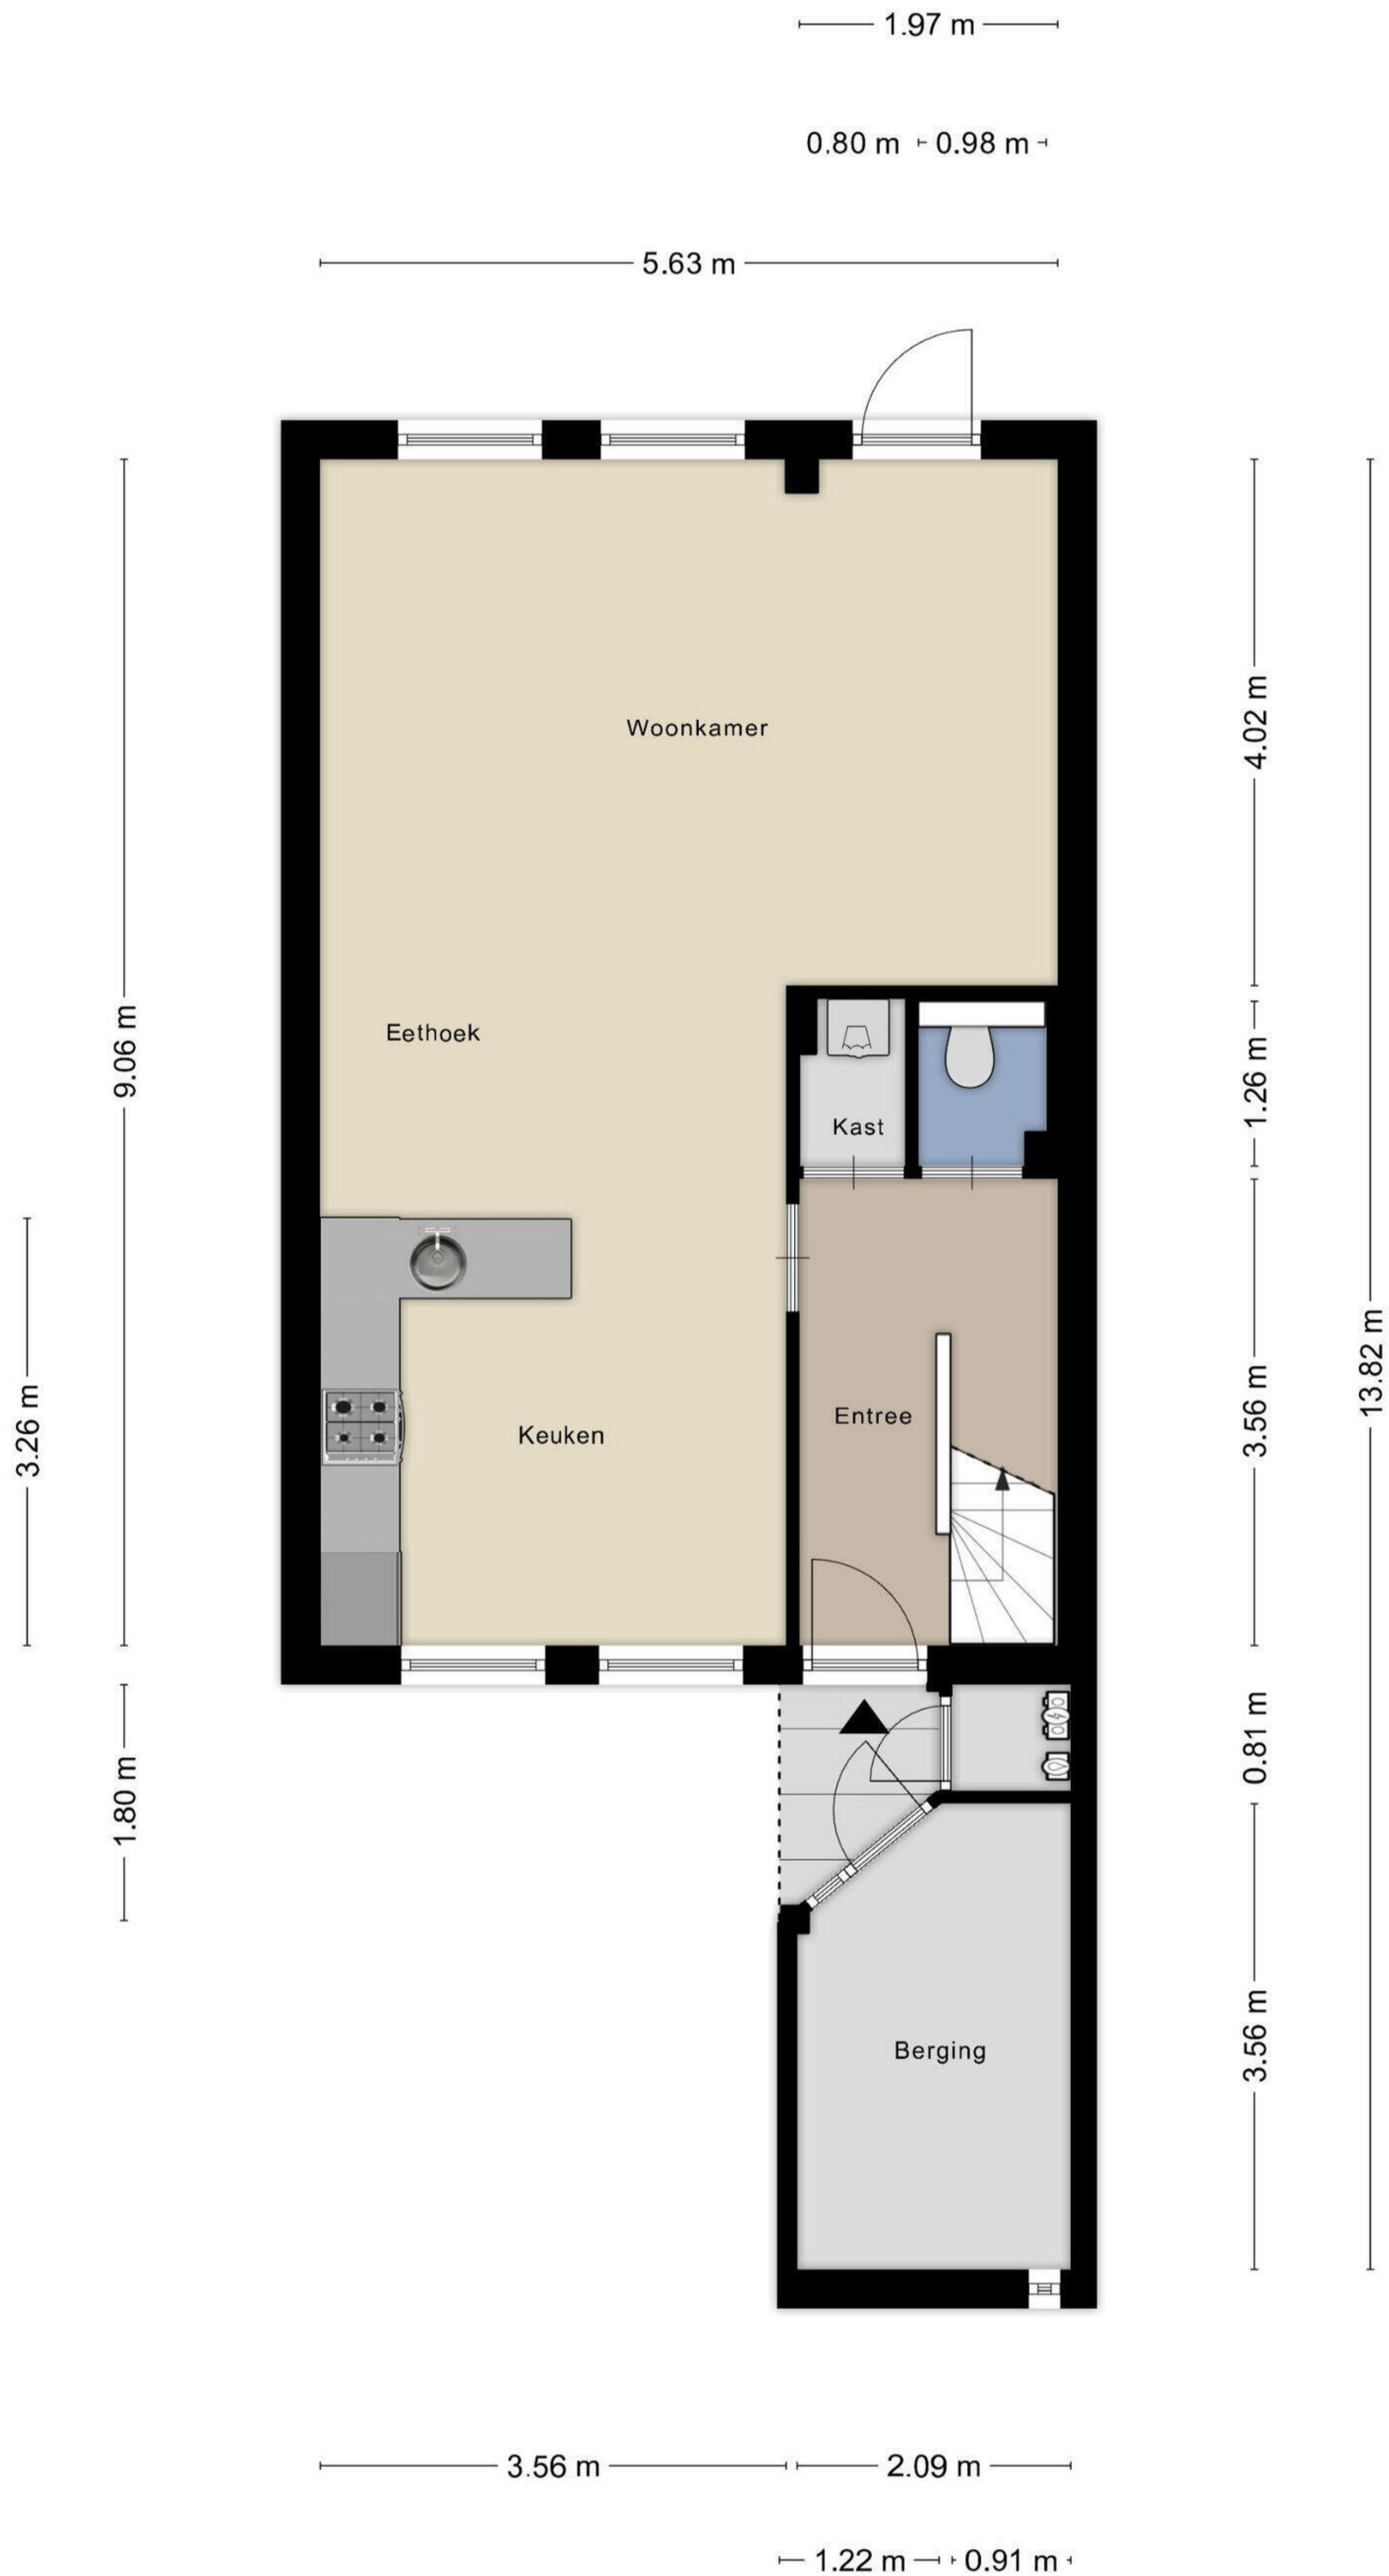 1.97 m
0.80 m
0.98 m
5.63 m
Woonkamer
4.02 m
Eethoek
9.06 m
1.26 m
Kast
13.82 m
3.26 m
Keuken
Entree
3.56 m
1.80 m
0.81 m
Berging
3.56 m
3.56 m
2.09 m
1.22 m
0.91 m